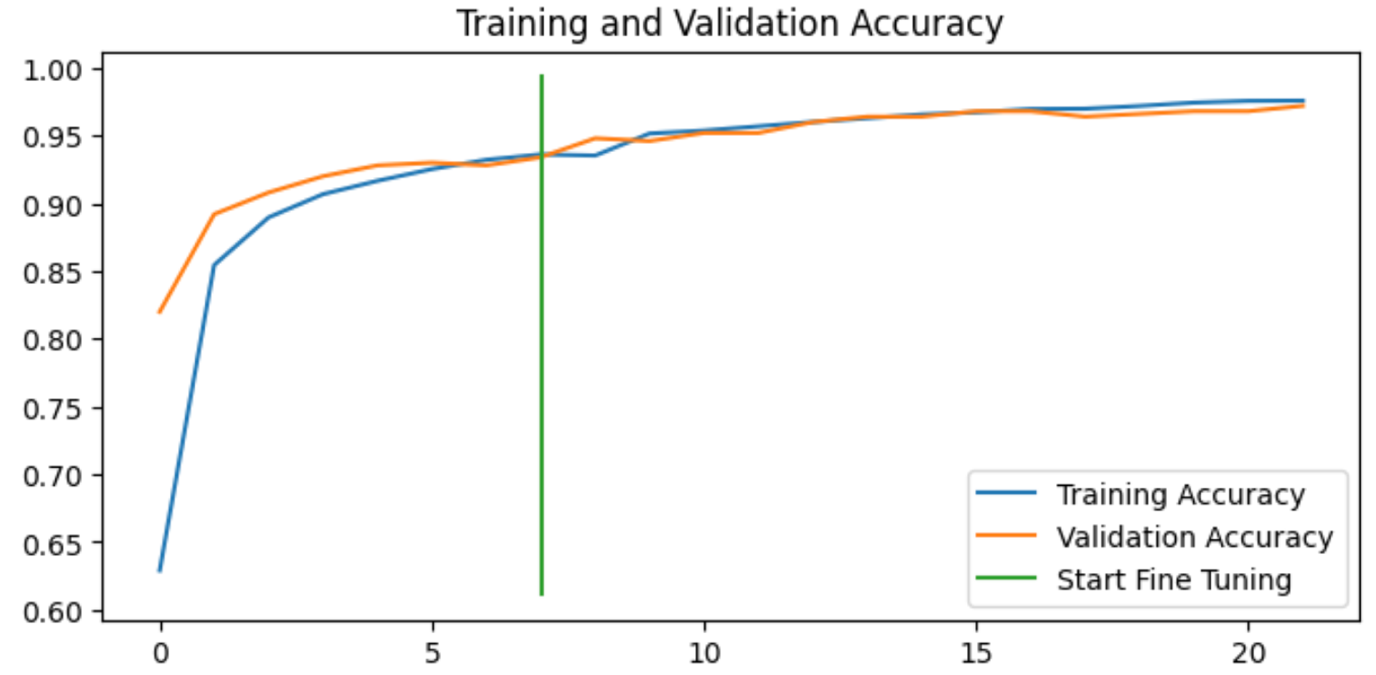 Training and Validation Accuracy
1.00
0.95
0.90
0.85
0.80
0.75
0.70
0.65
0.60
Training Accuracy
Validation Accuracy
Start Fine Tuning
0 5 10 15 20